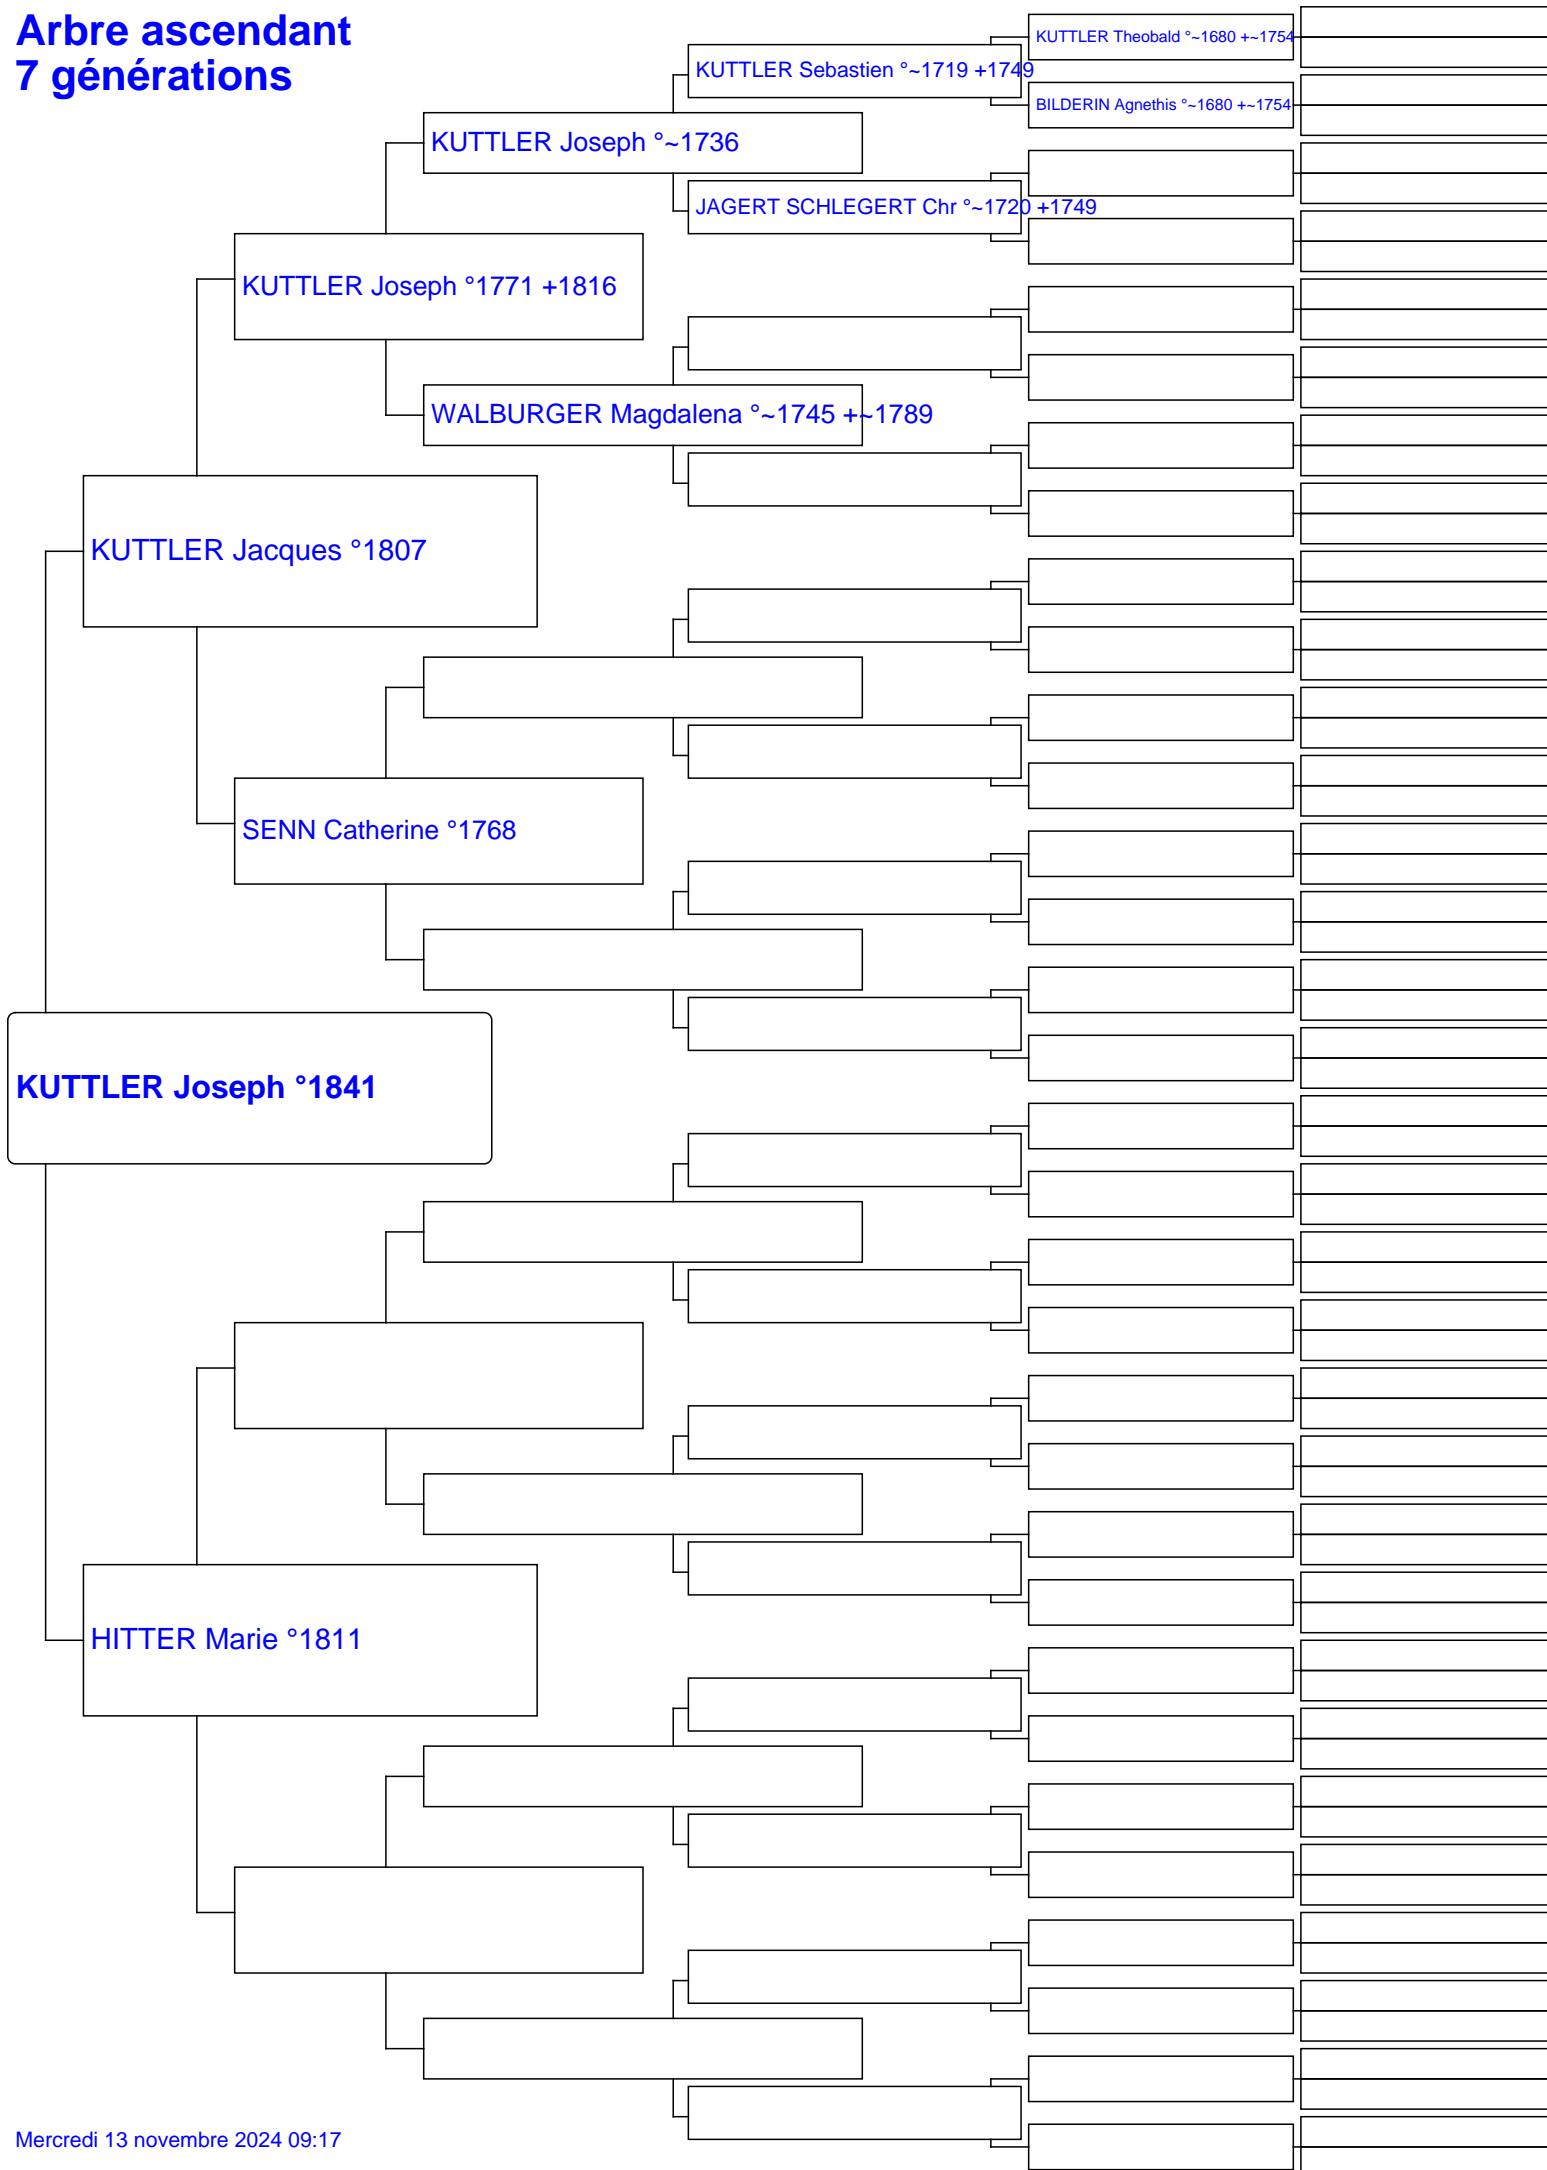 Arbre ascendant
7 générations
KUTTLER Theobald °~1680 +~1754
KUTTLER Sebastien °~1719 +1749
BILDERIN Agnethis °~1680 +~1754
KUTTLER Joseph °~1736
JAGERT SCHLEGERT Chr °~1720 +1749
KUTTLER Joseph °1771 +1816
WALBURGER Magdalena °~1745 +~1789
KUTTLER Jacques °1807
SENN Catherine °1768
KUTTLER Joseph °1841
HITTER Marie °1811
Mercredi 13 novembre 2024 09:17